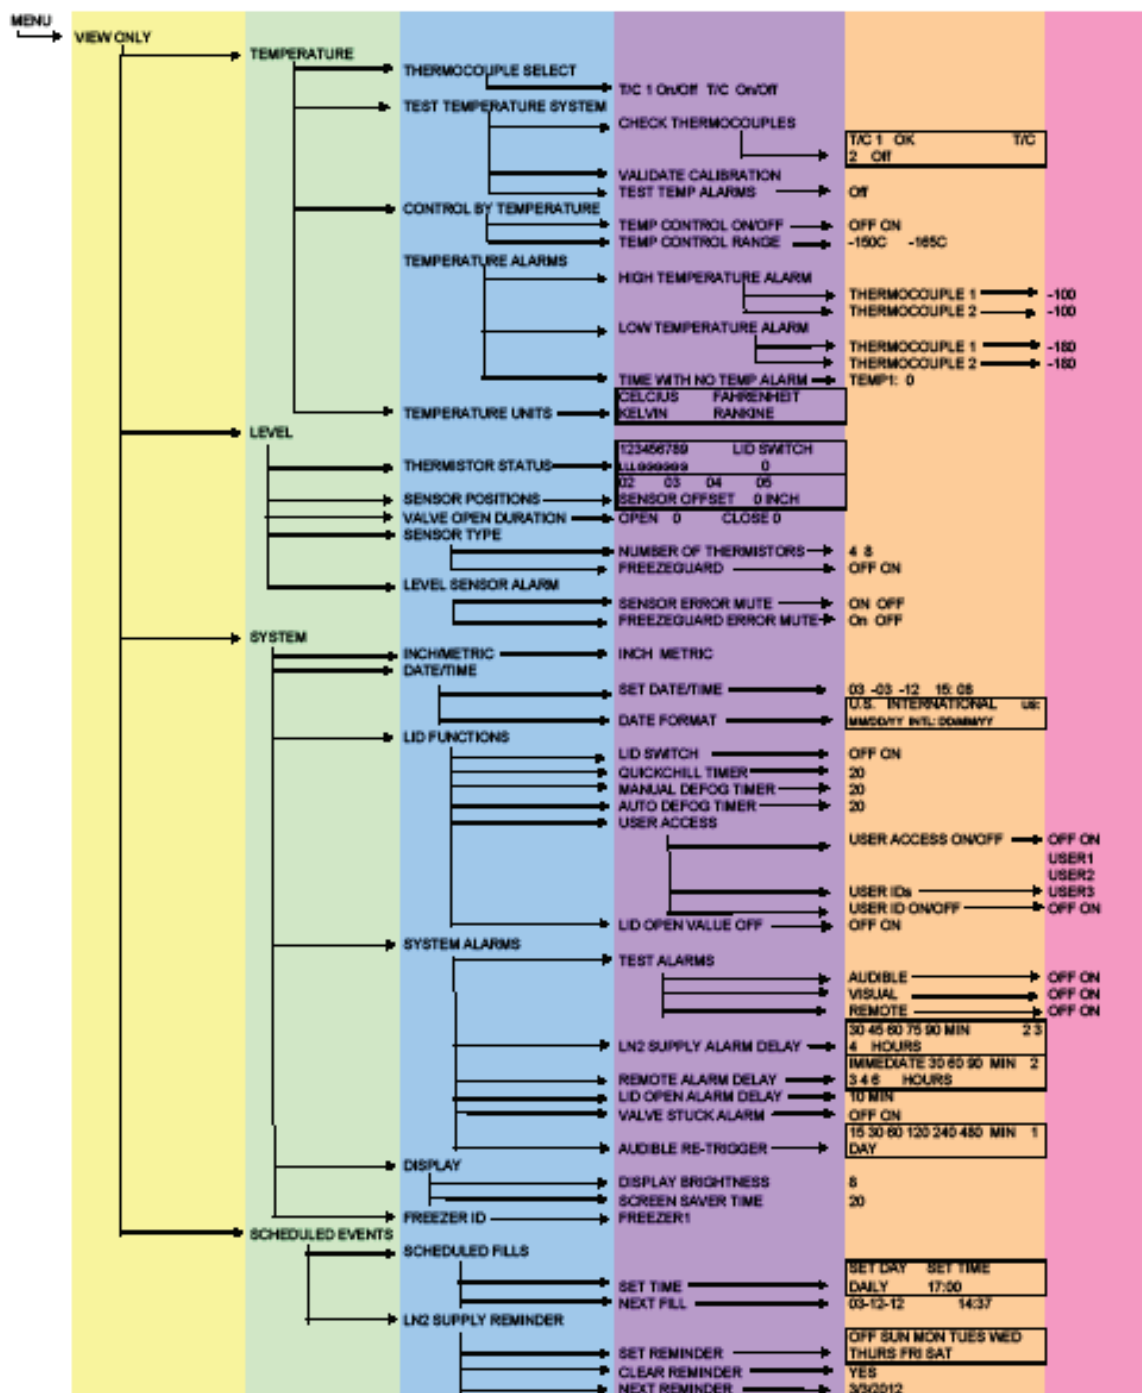 MENU
VIEW ONLY
TEMPERATURE
THERMOCOUPLE SELECT
T/C 1 On/Off T/C On/Off
TEST TEMPERATURE SYSTEM
CHECK THERMOCOUPLES
T/C 1 OK T/C
2 Off
VALIDATE CALIBRATION
TEST TEMP ALARMS Off
CONTROL BY TEMPERATURE
TEMP CONTROL ON/OFF OFF ON
TEMP CONTROL RANGE -150C -165C
TEMPERATURE ALARMS
HIGH TEMPERATURE ALARM
THERMOCOUPLE 1 -100
THERMOCOUPLE 2 -100
LOW TEMPERATURE ALARM
THERMOCOUPLE 1 -180
THERMOCOUPLE 2 -180
TIME WITH NO TEMP ALARM TEMP1: 0
CELCIUS FAHRENHEIT
TEMPERATURE UNITS KELVIN RANKINE
LEVEL
123456789 LID SWITCH
THERMISTOR STATUS LLLGGGGGG 0
02 03 04 05
SENSOR POSITIONS SENSOR OFFSET 0 INCH
VALVE OPEN DURATION OPEN 0 CLOSE 0
SENSOR TYPE
NUMBER OF THERMISTORS 4 8
FREEZEGUARD OFF ON
LEVEL SENSOR ALARM
SENSOR ERROR MUTE ON OFF
FREEZEGUARD ERROR MUTE On OFF
SYSTEM
INCH/METRIC INCH METRIC
DATE/TIME
SET DATE/TIME 03 -03 -12 15: 08
U.S. INTERNATIONAL US:
DATE FORMAT MM/DD/YY INTL: DD/MM/YY
LID FUNCTIONS
LID SWITCH OFF ON
QUICKCHILL TIMER 20
MANUAL DEFOG TIMER 20
AUTO DEFOG TIMER 20
USER ACCESS
USER ACCESS ON/OFF OFF ON
USER1
USER2
USER IDs USER3
USER ID ON/OFF OFF ON
LID OPEN VALUE OFF OFF ON
SYSTEM ALARMS
TEST ALARMS
AUDIBLE OFF ON
VISUAL OFF ON
REMOTE OFF ON
30 45 60 75 90 MIN 2 3
LN2 SUPPLY ALARM DELAY 4 HOURS
IMMEDIATE 30 60 90 MIN 2
REMOTE ALARM DELAY 3 4 6 HOURS
LID OPEN ALARM DELAY 10 MIN
VALVE STUCK ALARM OFF ON
15 30 60 120 240 480 MIN 1
AUDIBLE RE-TRIGGER DAY
DISPLAY
DISPLAY BRIGHTNESS 8
SCREEN SAVER TIME 20
FREEZER ID FREEZER1
SCHEDULED EVENTS
SCHEDULED FILLS
SET DAY SET TIME
SET TIME DAILY 17:00
NEXT FILL 03-12-12 14:37
LN2 SUPPLY REMINDER
OFF SUN MON TUES WED
SET REMINDER THURS FRI SAT
CLEAR REMINDER YES
NEXT REMINDER 3/3/2012